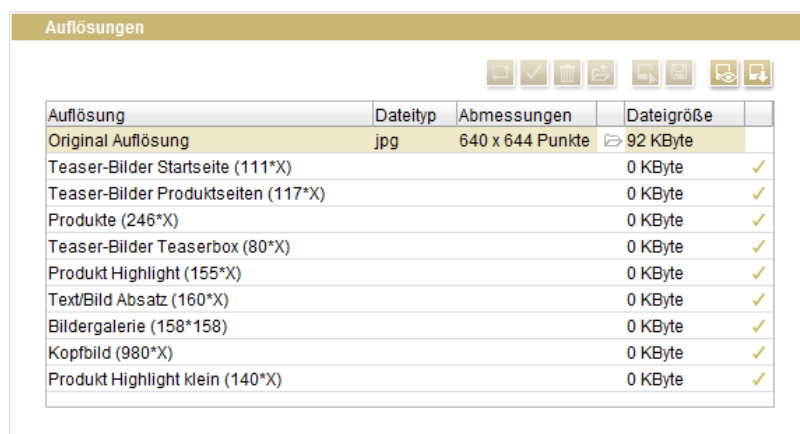 Auflösungen
Auflösung Dateityp Abmessungen Dateigröße
Original Auflösung jpg 640 x 644 Punkte 92 KByte
Teaser-Bilder Startseite (111*X) 0 KByte
Teaser-Bilder Produktseiten (117*X) 0 KByte
Produkte (246*X) 0 KByte
Teaser-Bilder Teaserbox (80*X) 0 KByte
Produkt Highlight (155*X) 0 KByte
Text/Bild Absatz (160*X) 0 KByte
Bildergalerie (158*158) 0 KByte
Kopfbild (980*X) 0 KByte
Produkt Highlight klein (140*X) 0 KByte